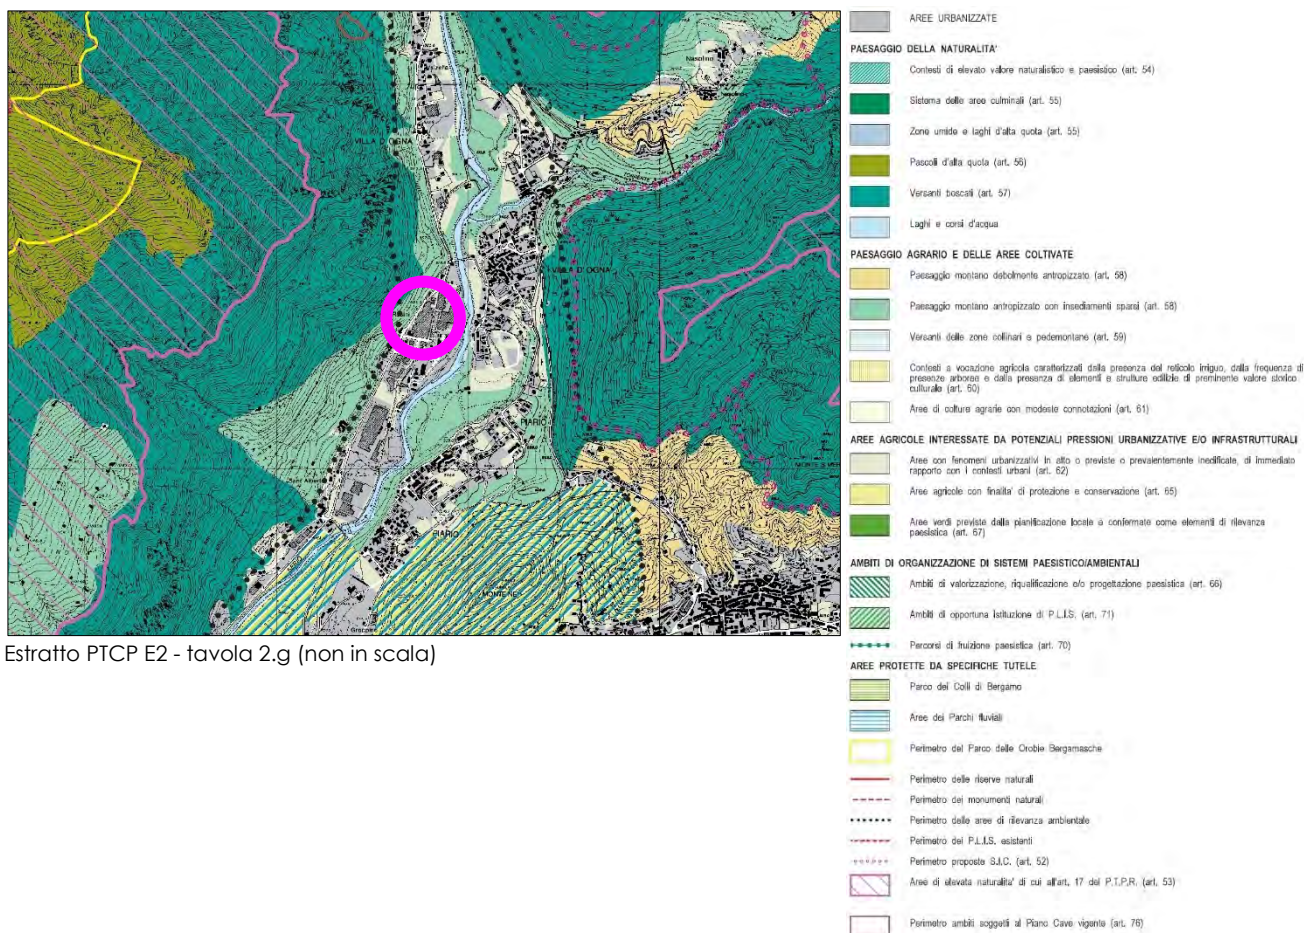 Nasolino
VILLA D'OGNA
VILLA D'OGNA
PIARIO
PIARIO
Estratto PTCP E2 - tavola 2.g (non in scala)
AREE URBANIZZATE
PAESAGGIO DELLA NATURALITA'
Contesti di elevato valore naturalistico e paesistico (art. 54)
Sistema delle aree culminali (art. 55)
Zone umide e laghi d'alta quota (art. 55)
Pascoli d'alta quota (art. 56)
Versanti boscati (art. 57)
Laghi e corsi d'acqua
PAESAGGIO AGRARIO E DELLE AREE COLTIVATE
Paesaggio montano debolmente antropizzato (art. 58)
Paesaggio montano antropizzato con insediamenti sparsi (art. 58)
Versanti delle zone collinari e pedemontane (art. 59)
Contesti a vocazione agricola caratterizzati dalla presenza del reticolo irriguo, dalla frequenza di
presenze arboree e dalla presenza di elementi e strutture edilizie di preminente valore storico
culturale (art. 60)
Aree di colture agrarie con modeste connotazioni (art. 61)
AREE AGRICOLE INTERESSATE DA POTENZIALI PRESSIONI URBANIZZATIVE E/O INFRASTRUTTURALI
Aree con fenomeni urbanizzativi in atto o previste o prevalentemente inedificate, di immediato
rapporto con i contesti urbani (art. 62)
Aree agricole con finalita' di protezione e conservazione (art. 65)
Aree verdi previste dalla pianificazione locale e confermate come elementi di rilevanza
paesistica (art. 67)
AMBITI DI ORGANIZZAZIONE DI SISTEMI PAESISTICO/AMBIENTALI
Ambiti di valorizzazione, riqualificazione e/o progettazione paesistica (art. 66)
Ambiti di opportuna istituzione di P.L.I.S. (art. 71)
Percorsi di fruizione paesistica (art. 70)
AREE PROTETTE DA SPECIFICHE TUTELE
Parco dei Colli di Bergamo
Aree dei Parchi fluviali
Perimetro del Parco delle Orobie Bergamasche
Perimetro delle riserve naturali
Perimetro dei monumenti naturali
Perimetro delle aree di rilevanza ambientale
Perimetro dei P.L.I.S. esistenti
Perimetro proposte S.I.C. (art. 52)
Aree di elevata naturalita' di cui all'art. 17 del P.T.P.R. (art. 53)
Perimetro ambiti soggetti al Piano Cave vigente (art. 76)